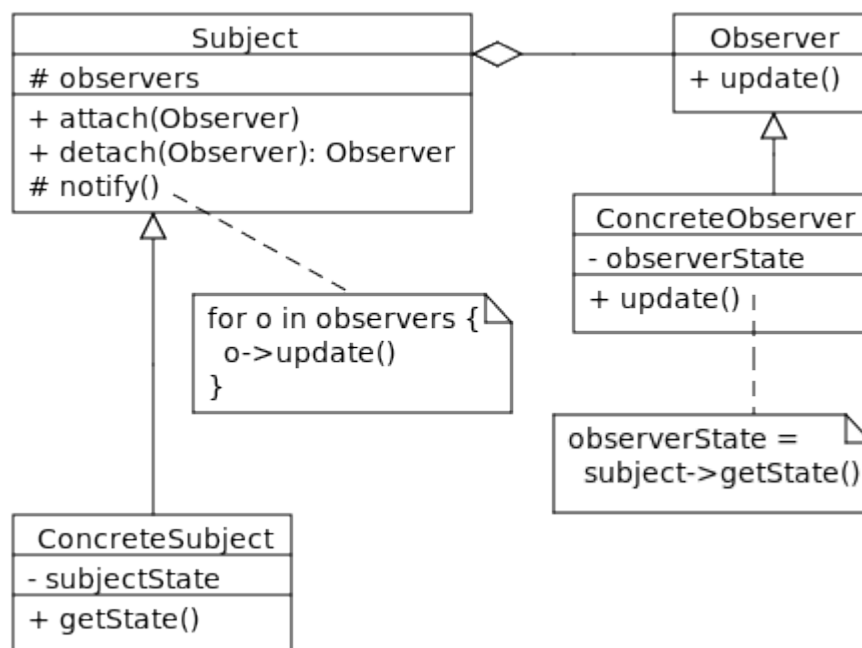 Subject
# observers
+ attach(Observer)
+ detach(Observer): Observer
# notify()
Observer
+ update()
ConcreteObserver
- observerState
+ update()
for o in observers {
o->update()
}
observerState =
subject->getState()
ConcreteSubject
- subjectState
+ getState()